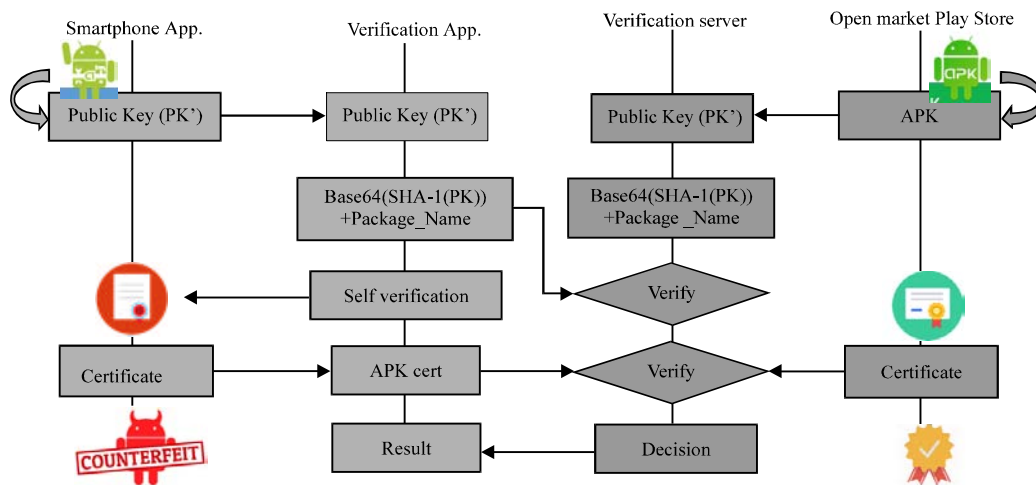 Smartphone App.
Verification App.
Verification server
Open market Play Store
APK
Public Key (PK’)
Public Key (PK’)
Public Key (PK’)
APK
Base64(SHA-1(PK))
+Package_Name
Base64(SHA-1(PK))
+Package _Name
Self verification
Verify
Certificate
APK cert
Verify
Certificate
COUNTERFEIT
Result
Decision